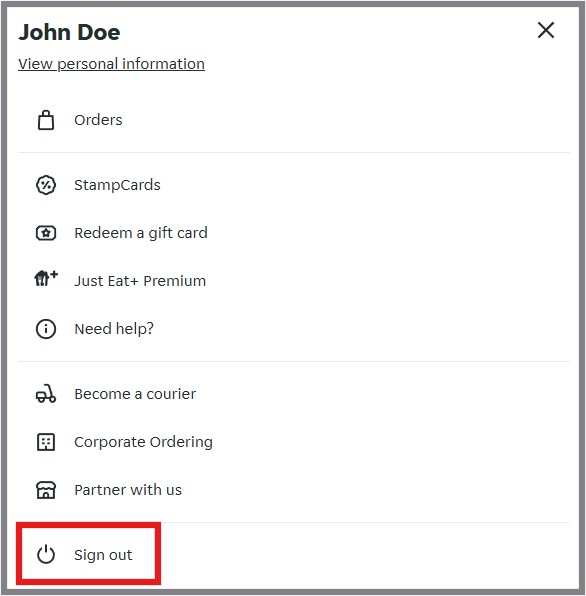 John Doe
View personal information
Orders
StampCards
Redeem a gift card
Just Eat+ Premium
Need help?
Become a courier
Corporate Ordering
Partner with us
Sign out